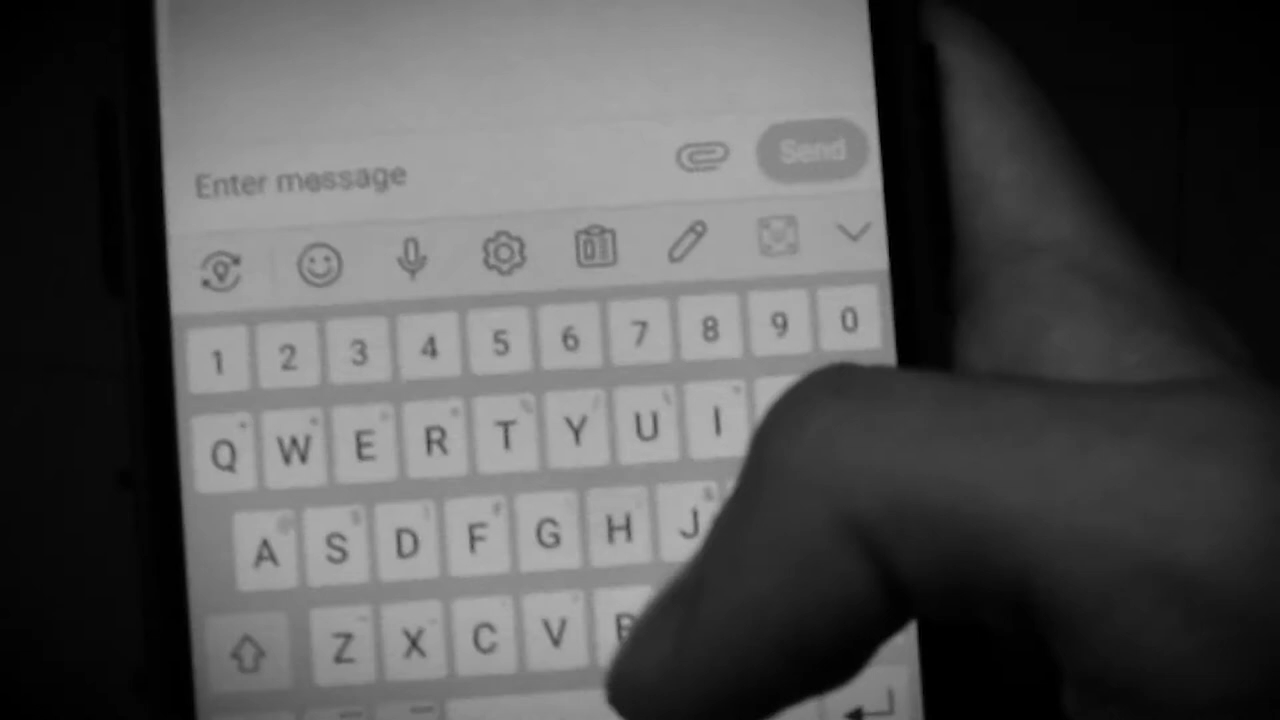 Enter message
Send
1 2 3 4 5 6 7 8 9 0
Q W E R T Y U I
A S D F G H J
Z X C V B